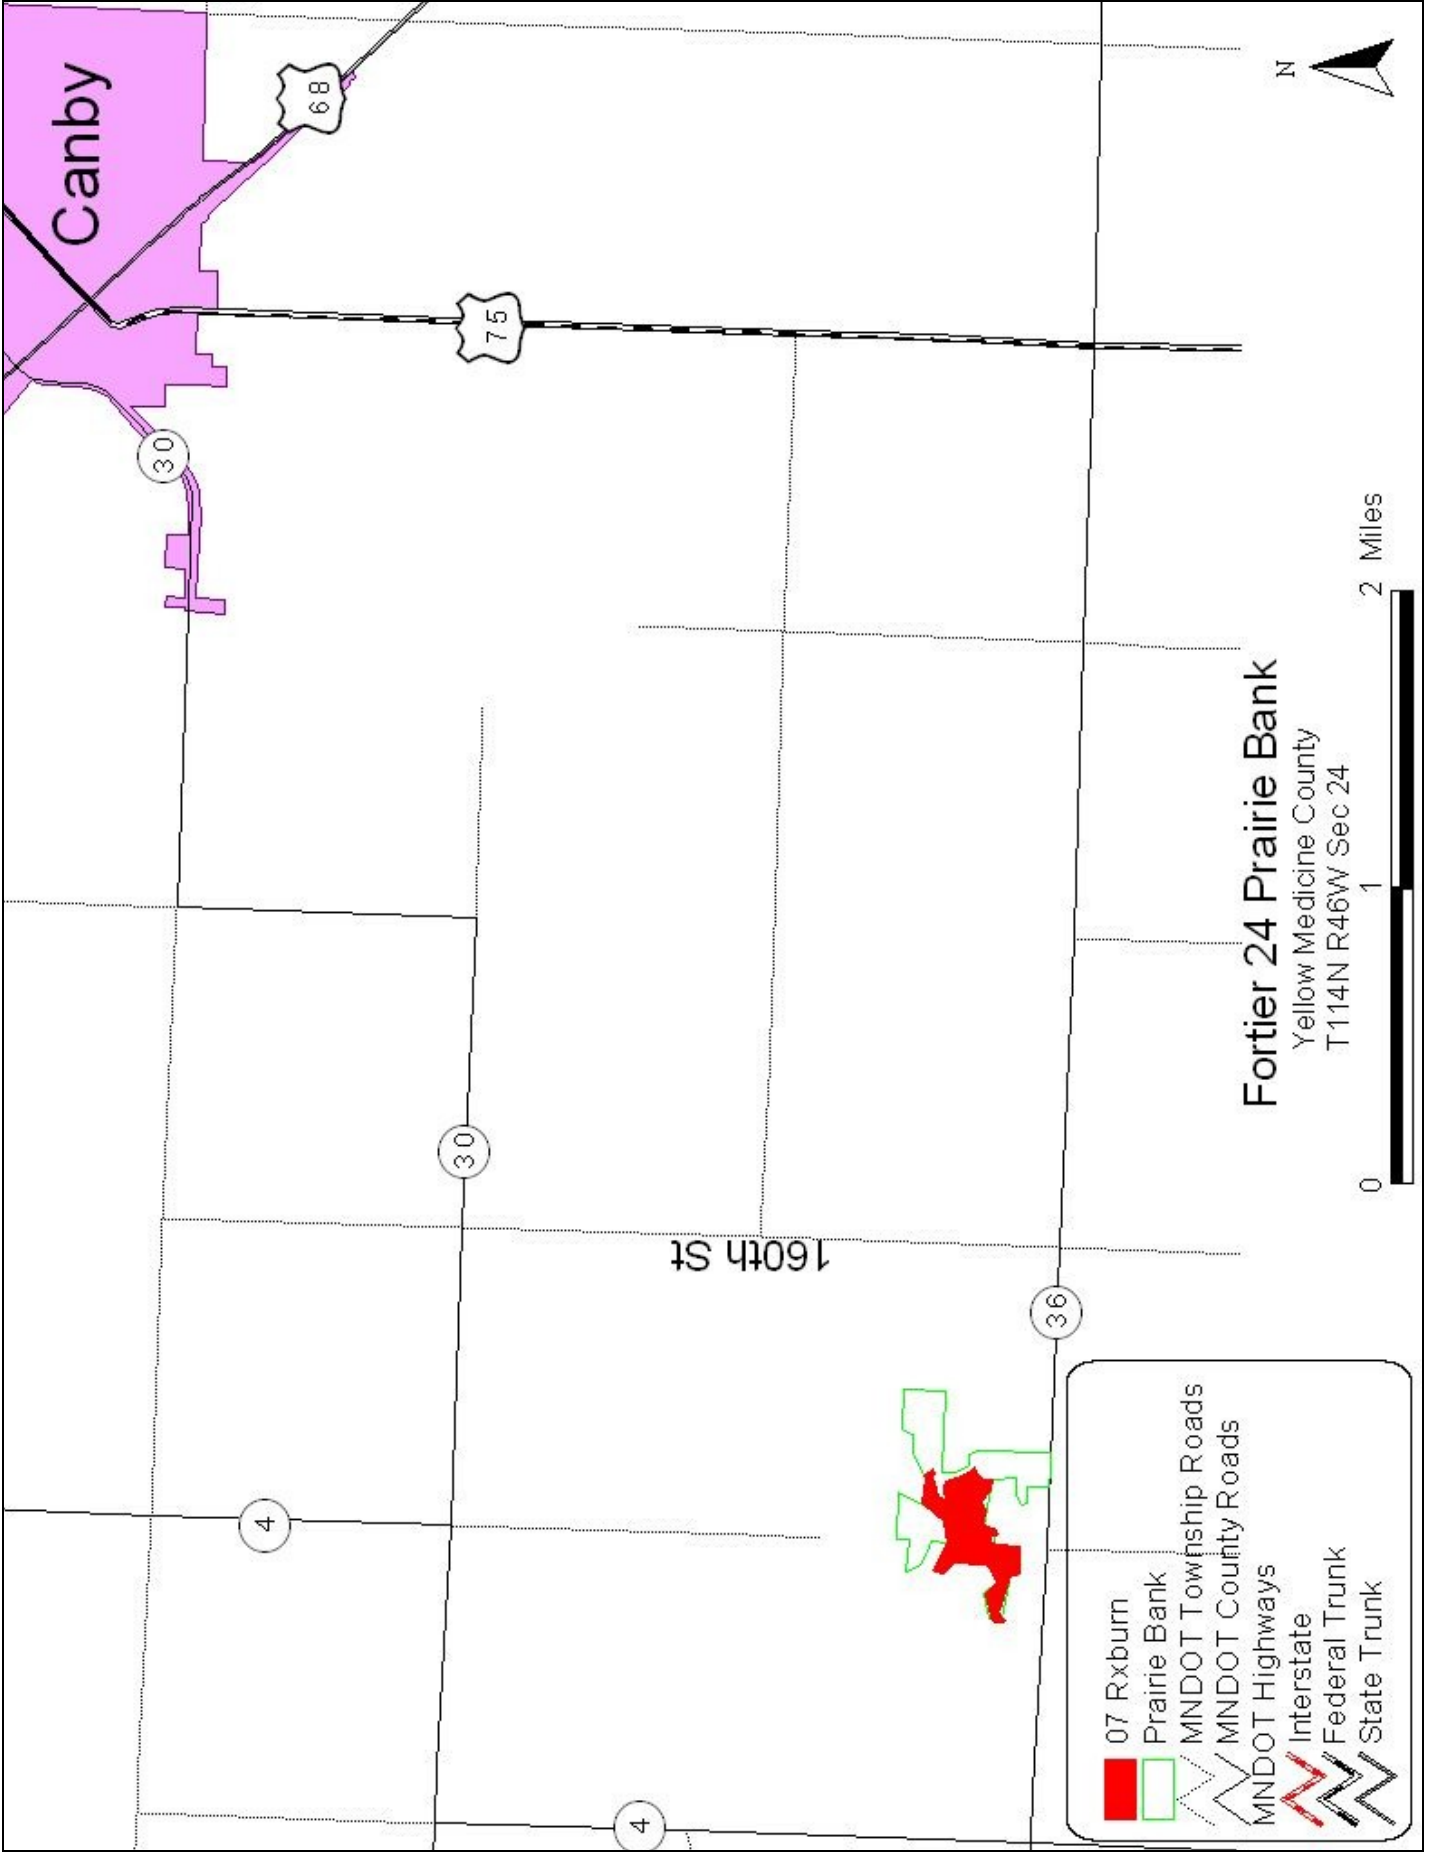 Canby
68
75
30
30
4
4
160th St
36
N
Fortier 24 Prairie Bank
Yellow Medicine County
T114N R46W Sec 24
0 1 2 Miles
07 Rxburn
Prairie Bank
MNDOT Township Roads
MNDOT County Roads
MNDOT Highways
Interstate
Federal Trunk
State Trunk